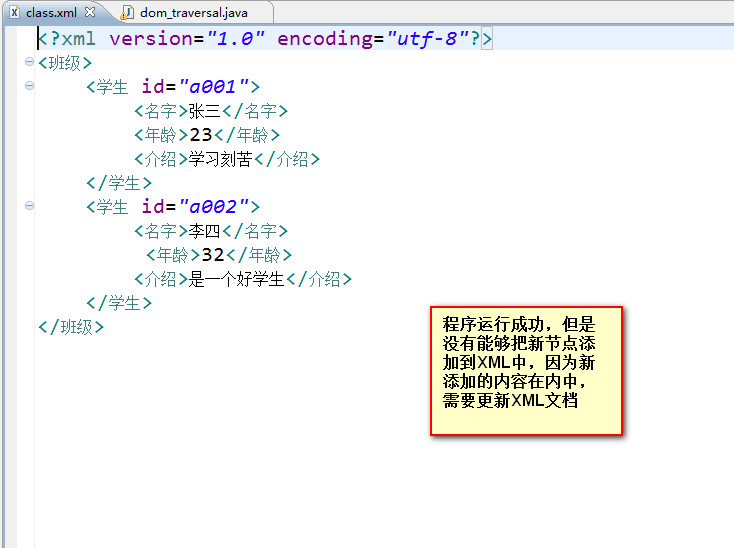 class.xml dom_traversal.java
<?xml version="1.0" encoding="utf-8"?>
<班级>
<学生 id="a001">
<名字>张三</名字>
<年龄>23</年龄>
<介绍>学习刻苦</介绍>
</学生>
<学生 id="a002">
<名字>李四</名字>
<年龄>32</年龄>
<介绍>是一个好学生</介绍>
</学生>
</班级>
程序运行成功，但是
没有能够把新节点添
加到XML中，因为新
添加的内容在内中，
需要更新XML文档